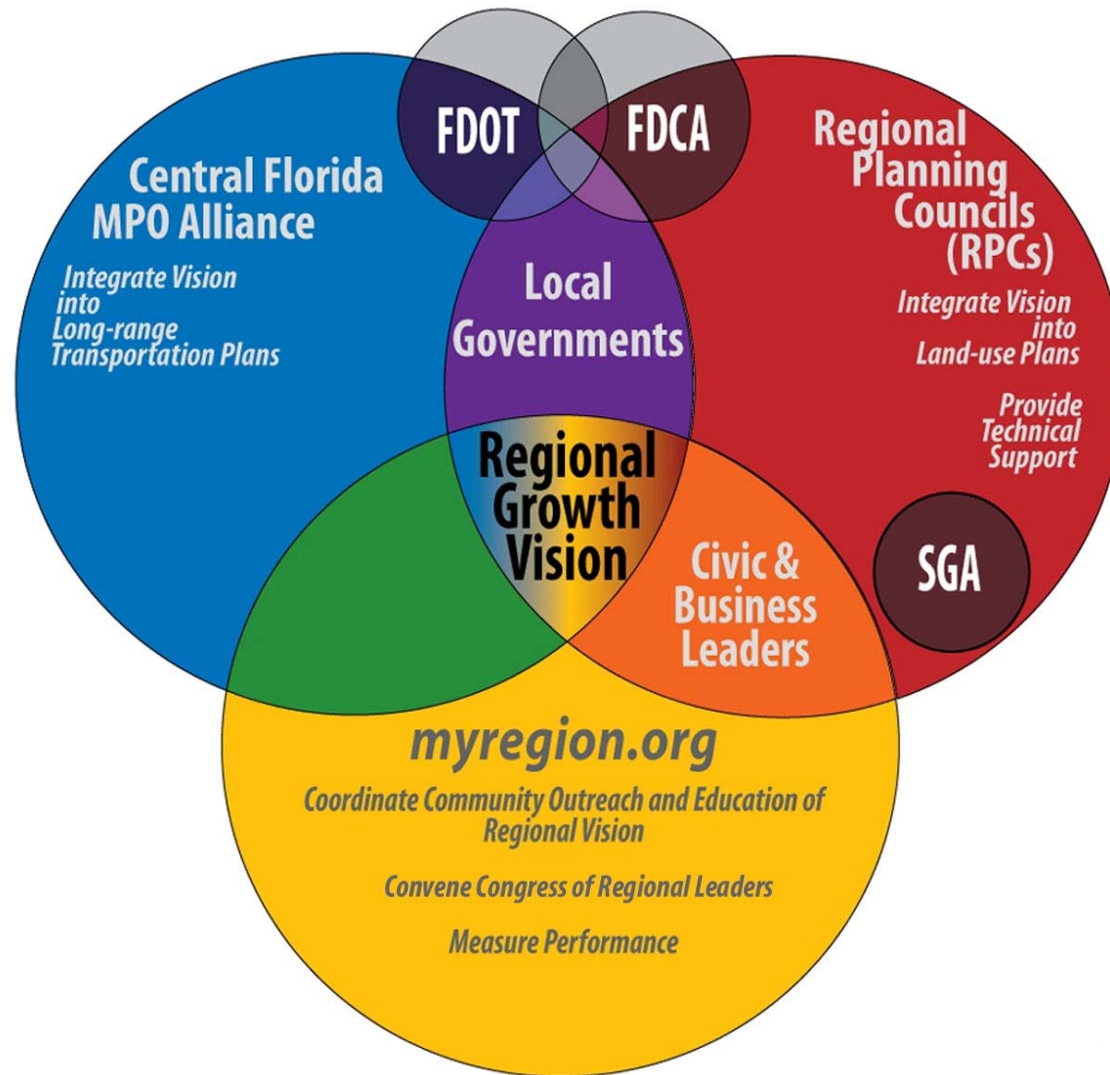 FDOT
FDCA
Central Florida
MPO Alliance
Integrate Vision
into
Long-range
Transportation Plans
Regional
Planning
Councils
(RPCs)
Integrate Vision
into
Land-use Plans
Provide
Technical
Support
Local
Governments
Regional
Growth
Vision
Civic &
Business
Leaders
SGA
myregion.org
Coordinate Community Outreach and Education of
Regional Vision
Convene Congress of Regional Leaders
Measure Performance